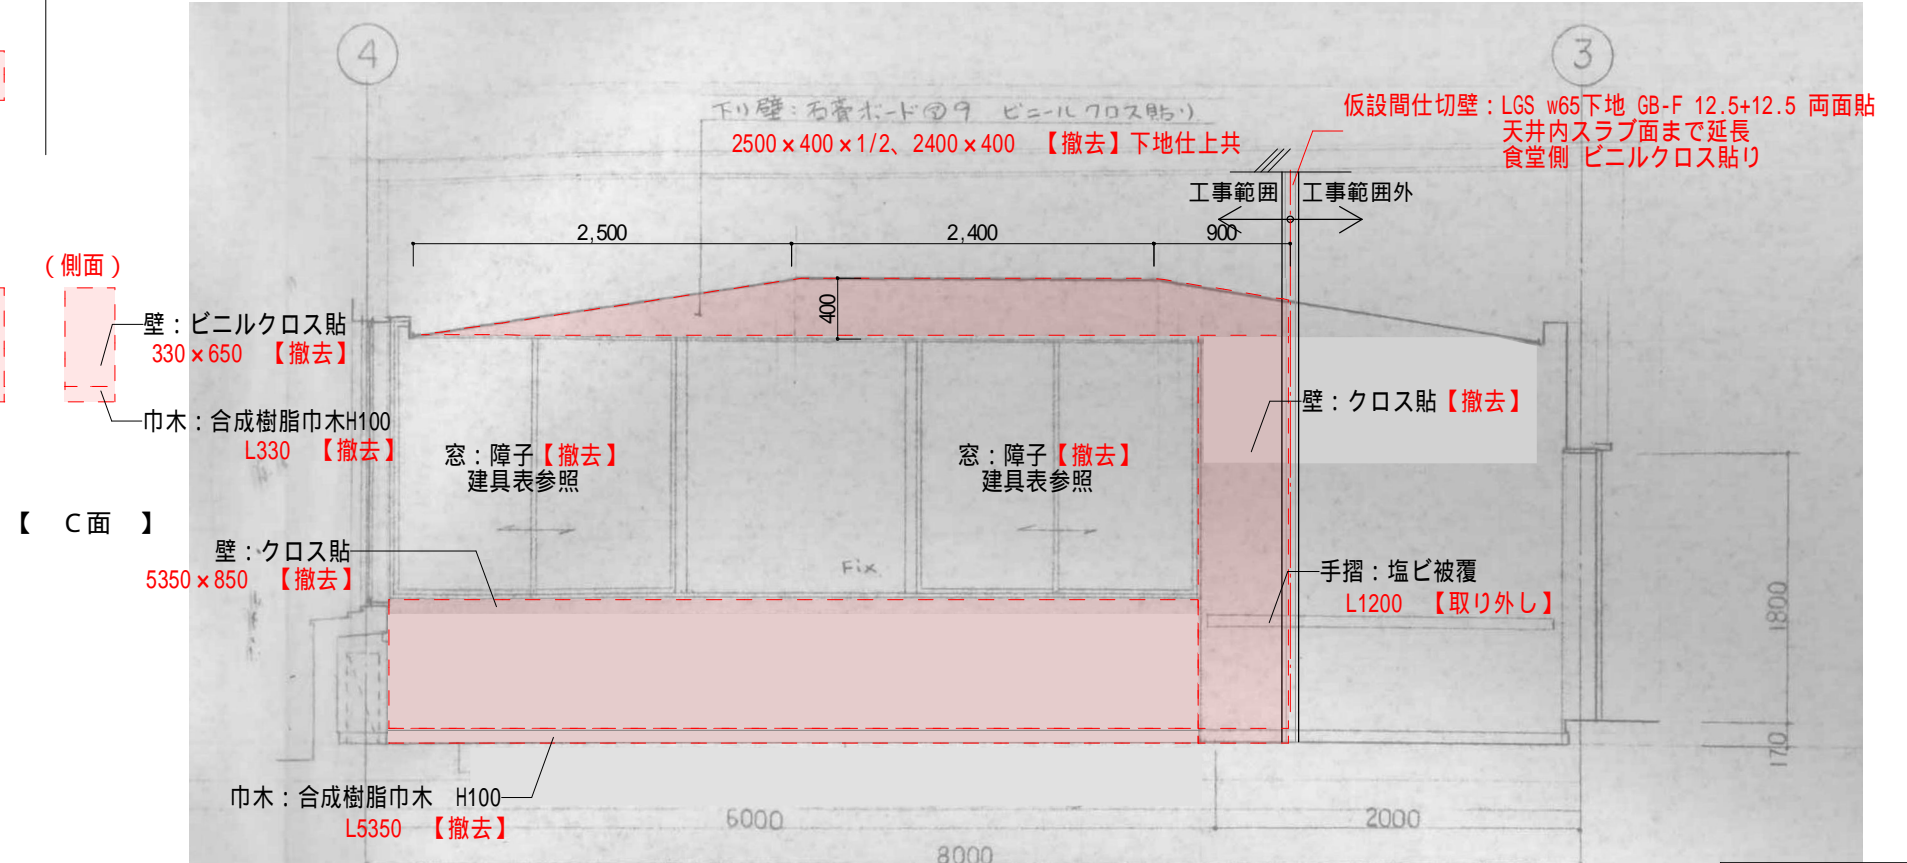 4
3
下り壁：石膏ボード㋐9 ビニールクロス貼り
2500×400×1/2、2400×400 【撤去】下地仕上共
仮設間仕切壁：LGS w65下地 GB-F 12.5+12.5 両面貼
天井内スラブ面まで延長
食堂側 ビニルクロス貼り
工事範囲
工事範囲外
2,500
2,400
900
400
(側面)
壁：ビニルクロス貼
330×650 【撤去】
巾木：合成樹脂巾木H100
L330 【撤去】
窓：障子【撤去】
建具表参照
窓：障子【撤去】
建具表参照
壁：クロス貼【撤去】
【 C面 】
壁：クロス貼
5350×850 【撤去】
Fix
手摺：塩ビ被覆
L1200 【取り外し】
1800
170
巾木：合成樹脂巾木 H100
L5350 【撤去】
6000
2000
8000